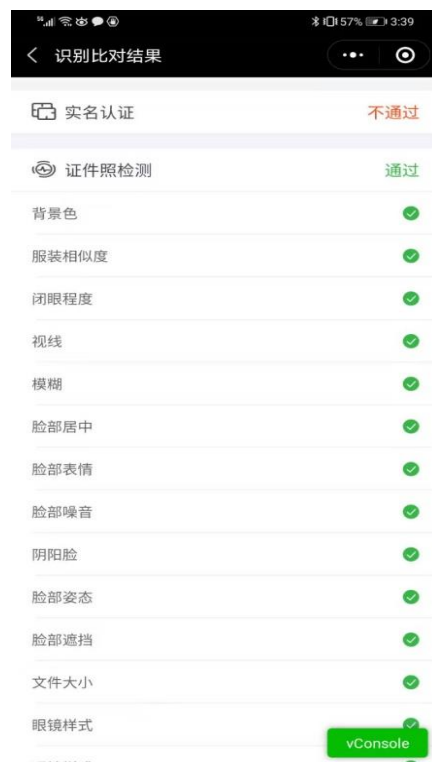 5G 57% 3:39
识别比对结果
实名认证 不通过
证件照检测 通过
背景色
服装相似度
闭眼程度
视线
模糊
脸部居中
脸部表情
脸部噪音
阴阳脸
脸部姿态
脸部遮挡
文件大小
眼镜样式
vConsole